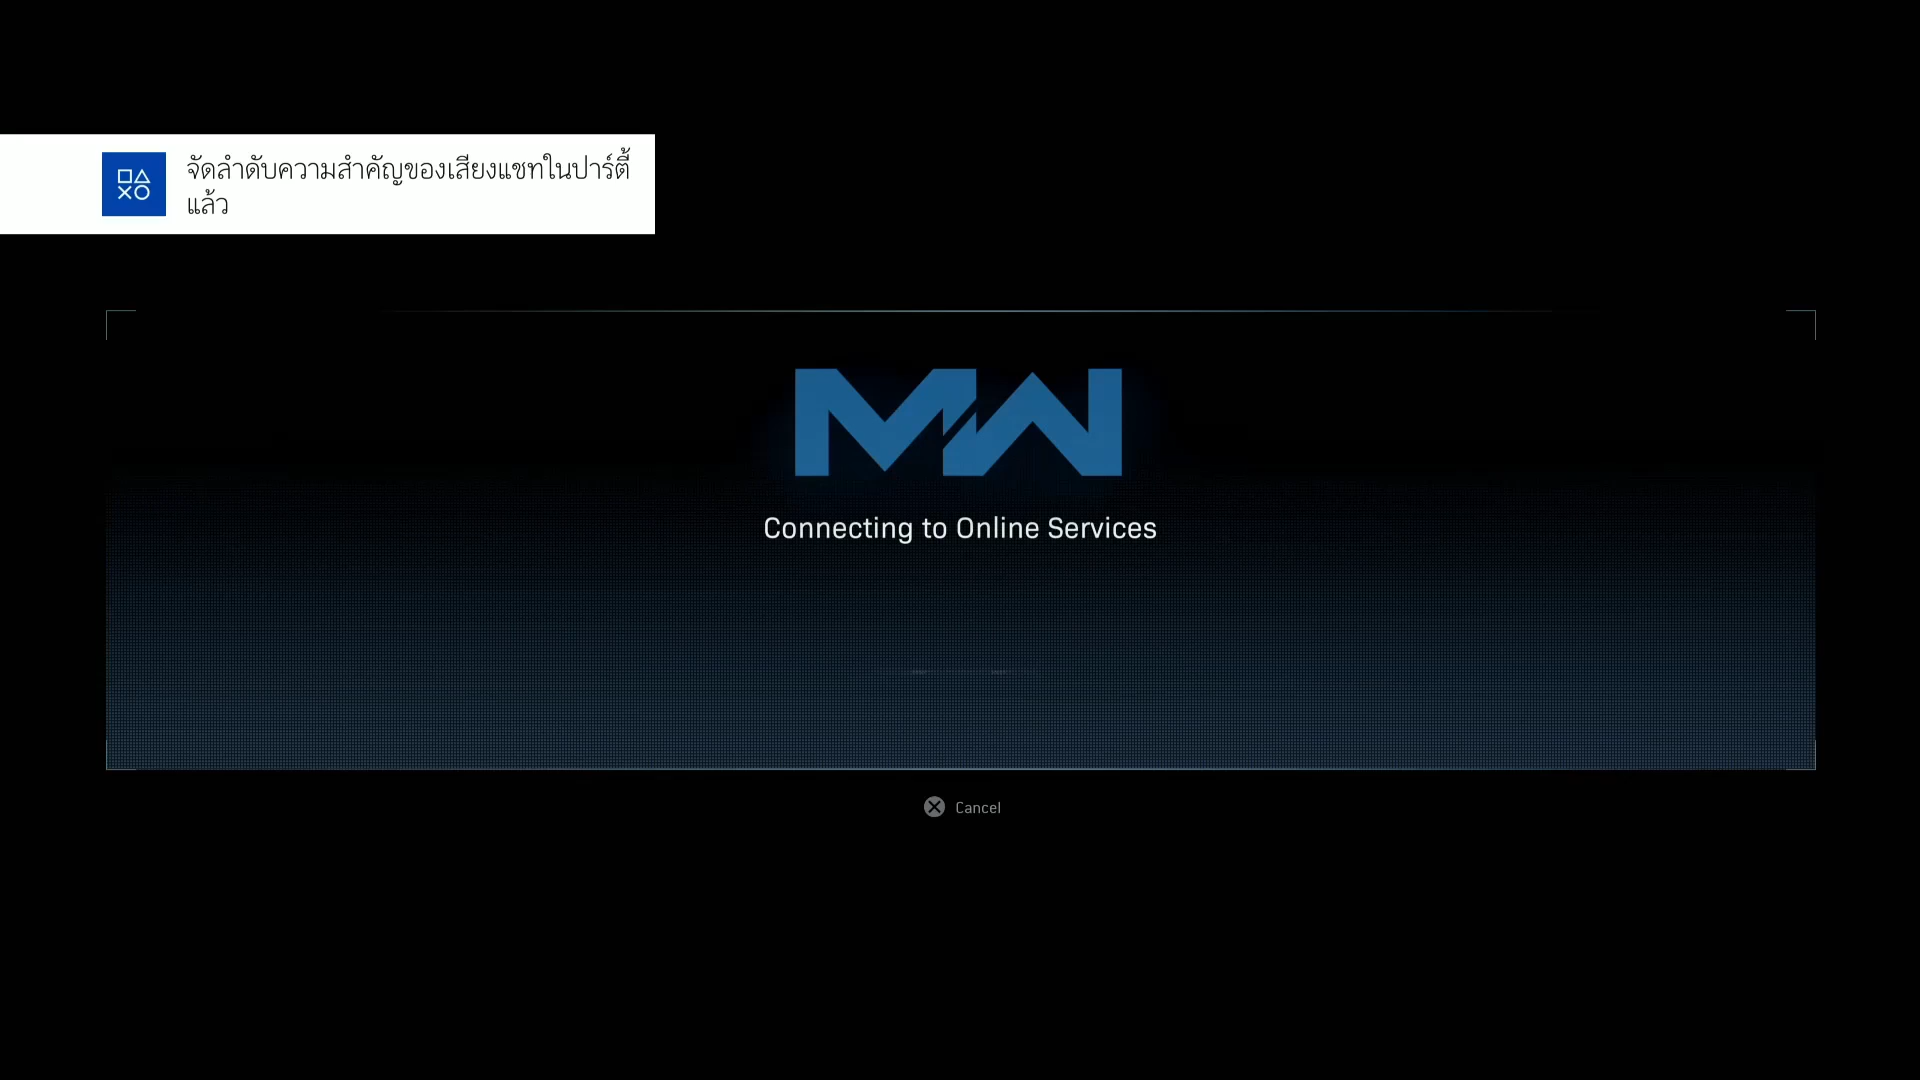 จัดลำดับความสำคัญของเสียงแชทในปาร์ตี้
แล้ว
MW
Connecting to Online Services
Cancel